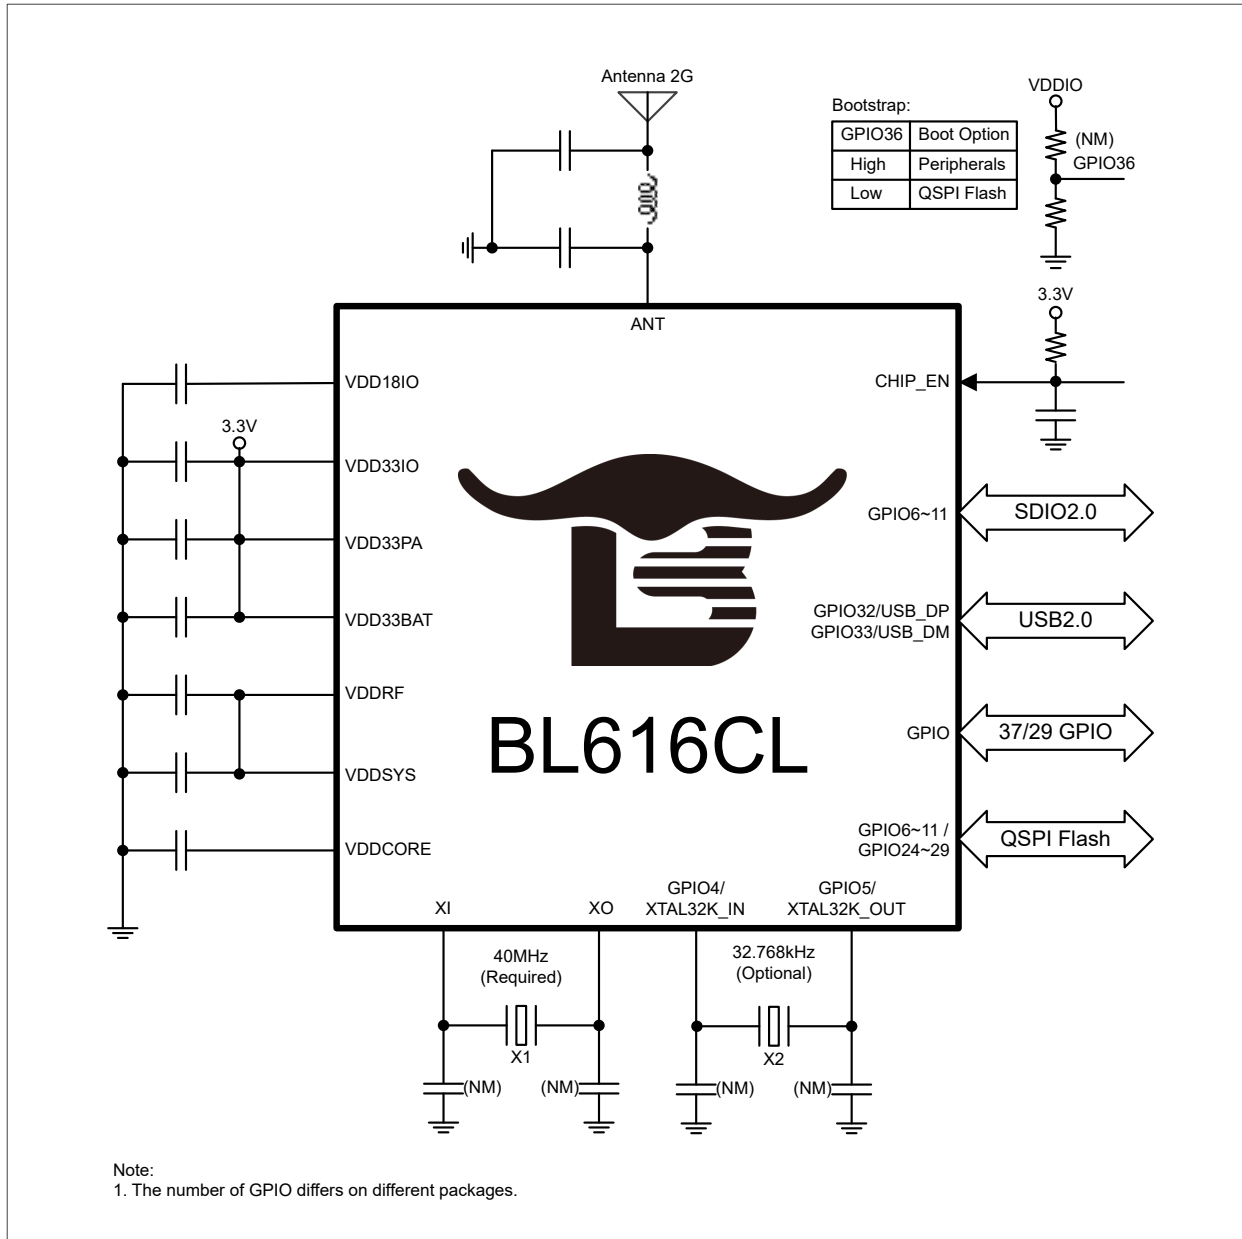 Antenna 2G
Bootstrap:
GPIO36 Boot Option
High Peripherals
Low QSPI Flash
VDDIO
(NM)
GPIO36
3.3V
ANT
CHIP_EN
VDD18IO
3.3V
VDD33IO
VDD33PA
VDD33BAT
VDDRF
VDDSYS
VDDCORE
GPIO6~11
SDIO2.0
GPIO32/USB_DP
GPIO33/USB_DM
USB2.0
GPIO
37/29 GPIO
GPIO6~11 /
GPIO24~29
QSPI Flash
BL616CL
XI
XO
GPIO4/
XTAL32K_IN
GPIO5/
XTAL32K_OUT
40MHz
(Required)
X1
(NM)
(NM)
32.768kHz
(Optional)
X2
(NM)
(NM)
Note:
1. The number of GPIO differs on different packages.